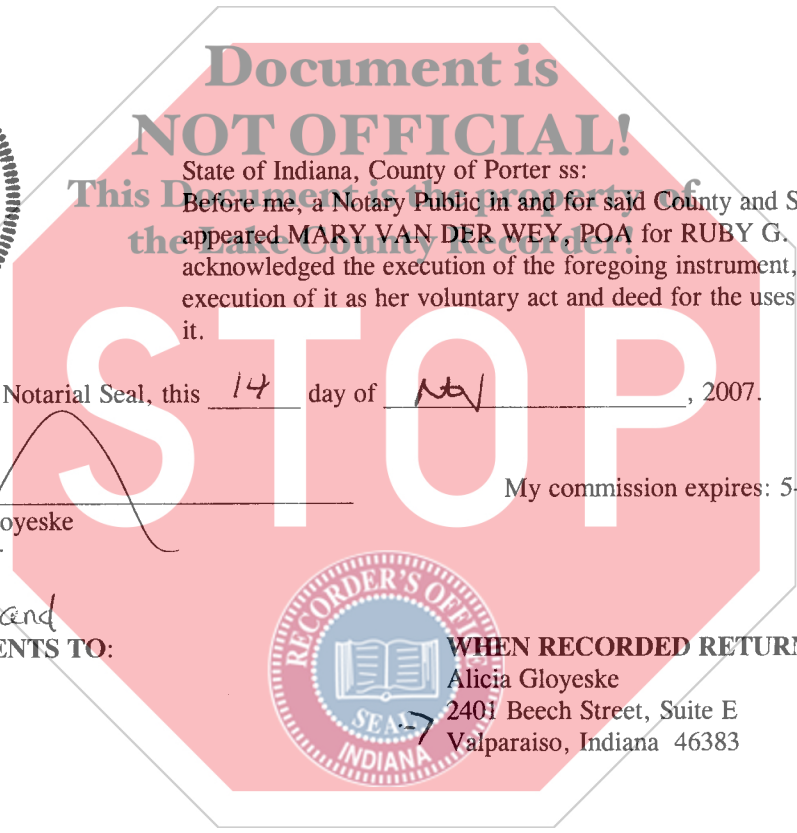 Document is
NOT OFFICIAL!
This Document is the property of
the Lake County Recorder!
State of Indiana, County of Porter ss:
Before me, a Notary Public in and for said County and S
appeared MARY VAN DER WEY, POA for RUBY G.
acknowledged the execution of the foregoing instrument,
execution of it as her voluntary act and deed for the uses
it.
STOP
Notarial Seal, this 14 day of Nov, 2007.
My commission expires: 5-
oyeske
and
ENTS TO:
WHEN RECORDED RETURN
Alicia Gloyeske
2401 Beech Street, Suite E
Valparaiso, Indiana 46383
RECORDER'S OFFICE
SEAL
INDIANA